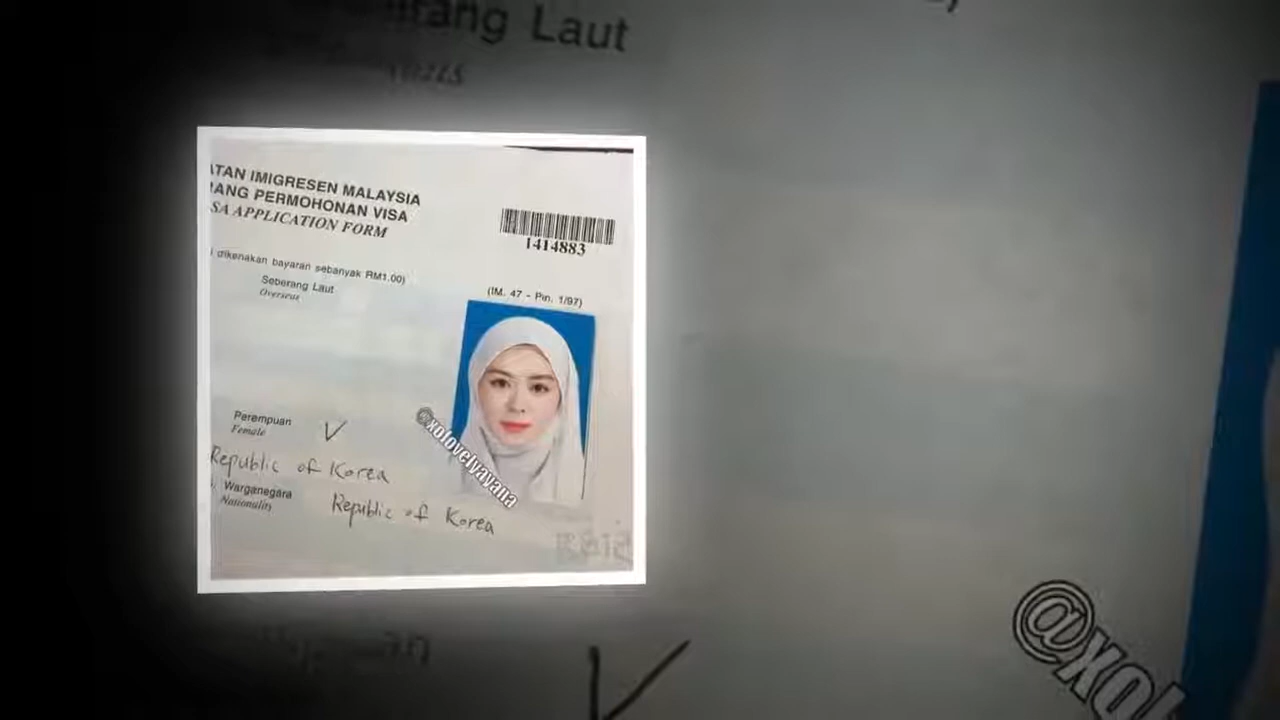 Laut
ATAN IMIGRESEN MALAYSIA
ANG PERMOHONAN VISA
SA APPLICATION FORM
1414883
dikenakan bayaran sebanyak RM1.00)
Seberang Laut
Overseas
(IM. 47 - Pin. 1/97)
Perempuan
Female
V
@xolovelyayana
Republic of Korea
Warganegara
Nationality
Republic of Korea
@xol